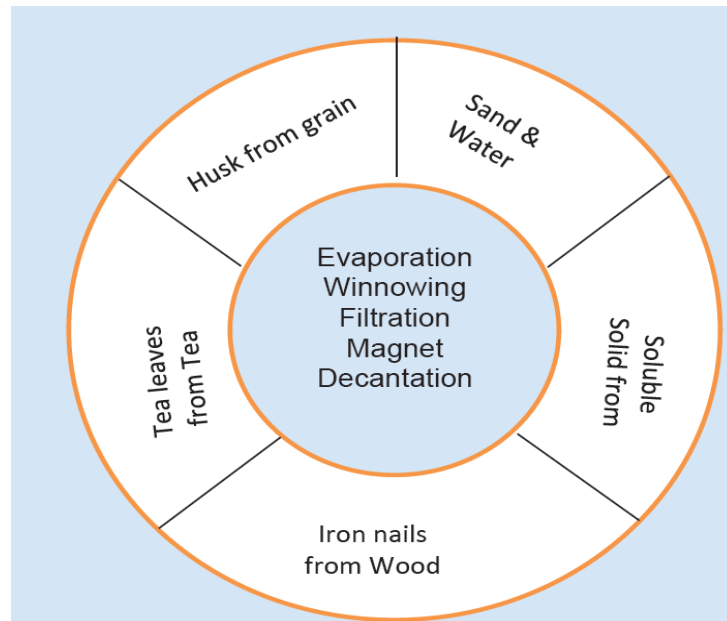 Husk from grain
Sand &
Water
Evaporation
Winnowing
Filtration
Magnet
Decantation
Tea leaves
from Tea
Soluble
Solid from
Iron nails
from Wood